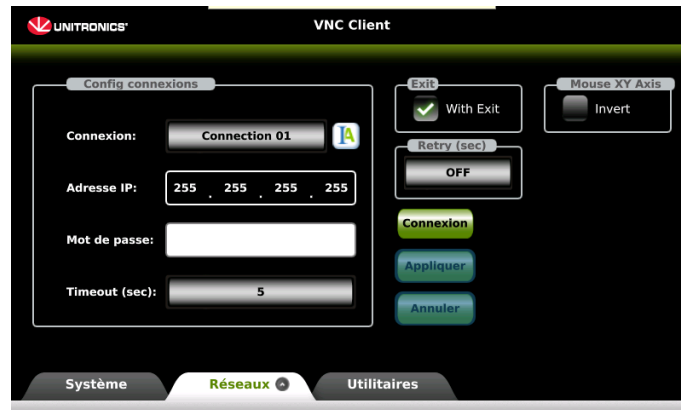 UNITRONICS
VNC Client
Config connexions
Connexion:
Connection 01
Adresse IP:
255 . 255 . 255 . 255
Mot de passe:
Timeout (sec):
5
Exit
With Exit
Retry (sec)
OFF
Connexion
Appliquer
Annuler
Mouse XY Axis
Invert
Système
Réseaux
Utilitaires